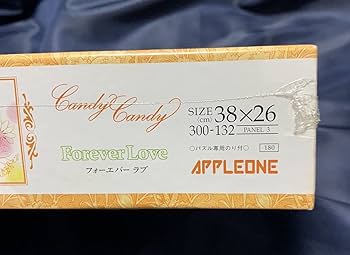 Candy Candy
Forever Love
フォーエバー ラブ
SIZE (cm) 38×26
300-132 PANEL 3
○パズル専用のり付○ 180
APPLEONE